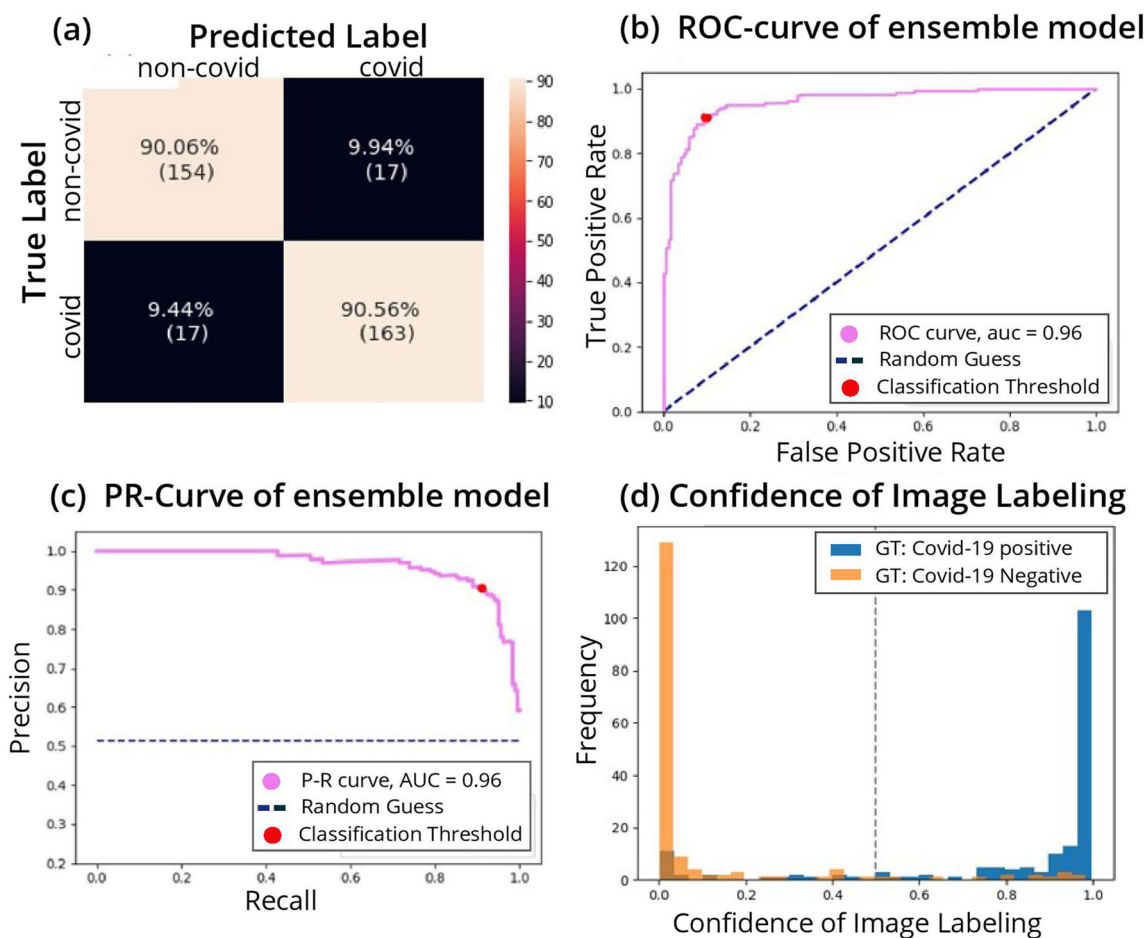 (a)
Predicted Label
non-covid covid
True Label
non-covid
covid
90.06%
(154)
9.94%
(17)
9.44%
(17)
90.56%
(163)
90
80
70
60
50
40
30
20
10
(b) ROC-curve of ensemble model
True Positive Rate
1.0
0.8
0.6
0.4
0.2
0.0
ROC curve, auc = 0.96
Random Guess
Classification Threshold
0.0 0.2 0.4 0.6 0.8 1.0
False Positive Rate
(c) PR-Curve of ensemble model
Precision
1.0
0.9
0.8
0.7
0.6
0.5
0.4
0.3
0.2
P-R curve, AUC = 0.96
Random Guess
Classification Threshold
0.0 0.2 0.4 0.6 0.8 1.0
Recall
(d) Confidence of Image Labeling
Frequency
GT: Covid-19 positive
GT: Covid-19 Negative
120
100
80
60
40
20
0
0.0 0.2 0.4 0.6 0.8 1.0
Confidence of Image Labeling